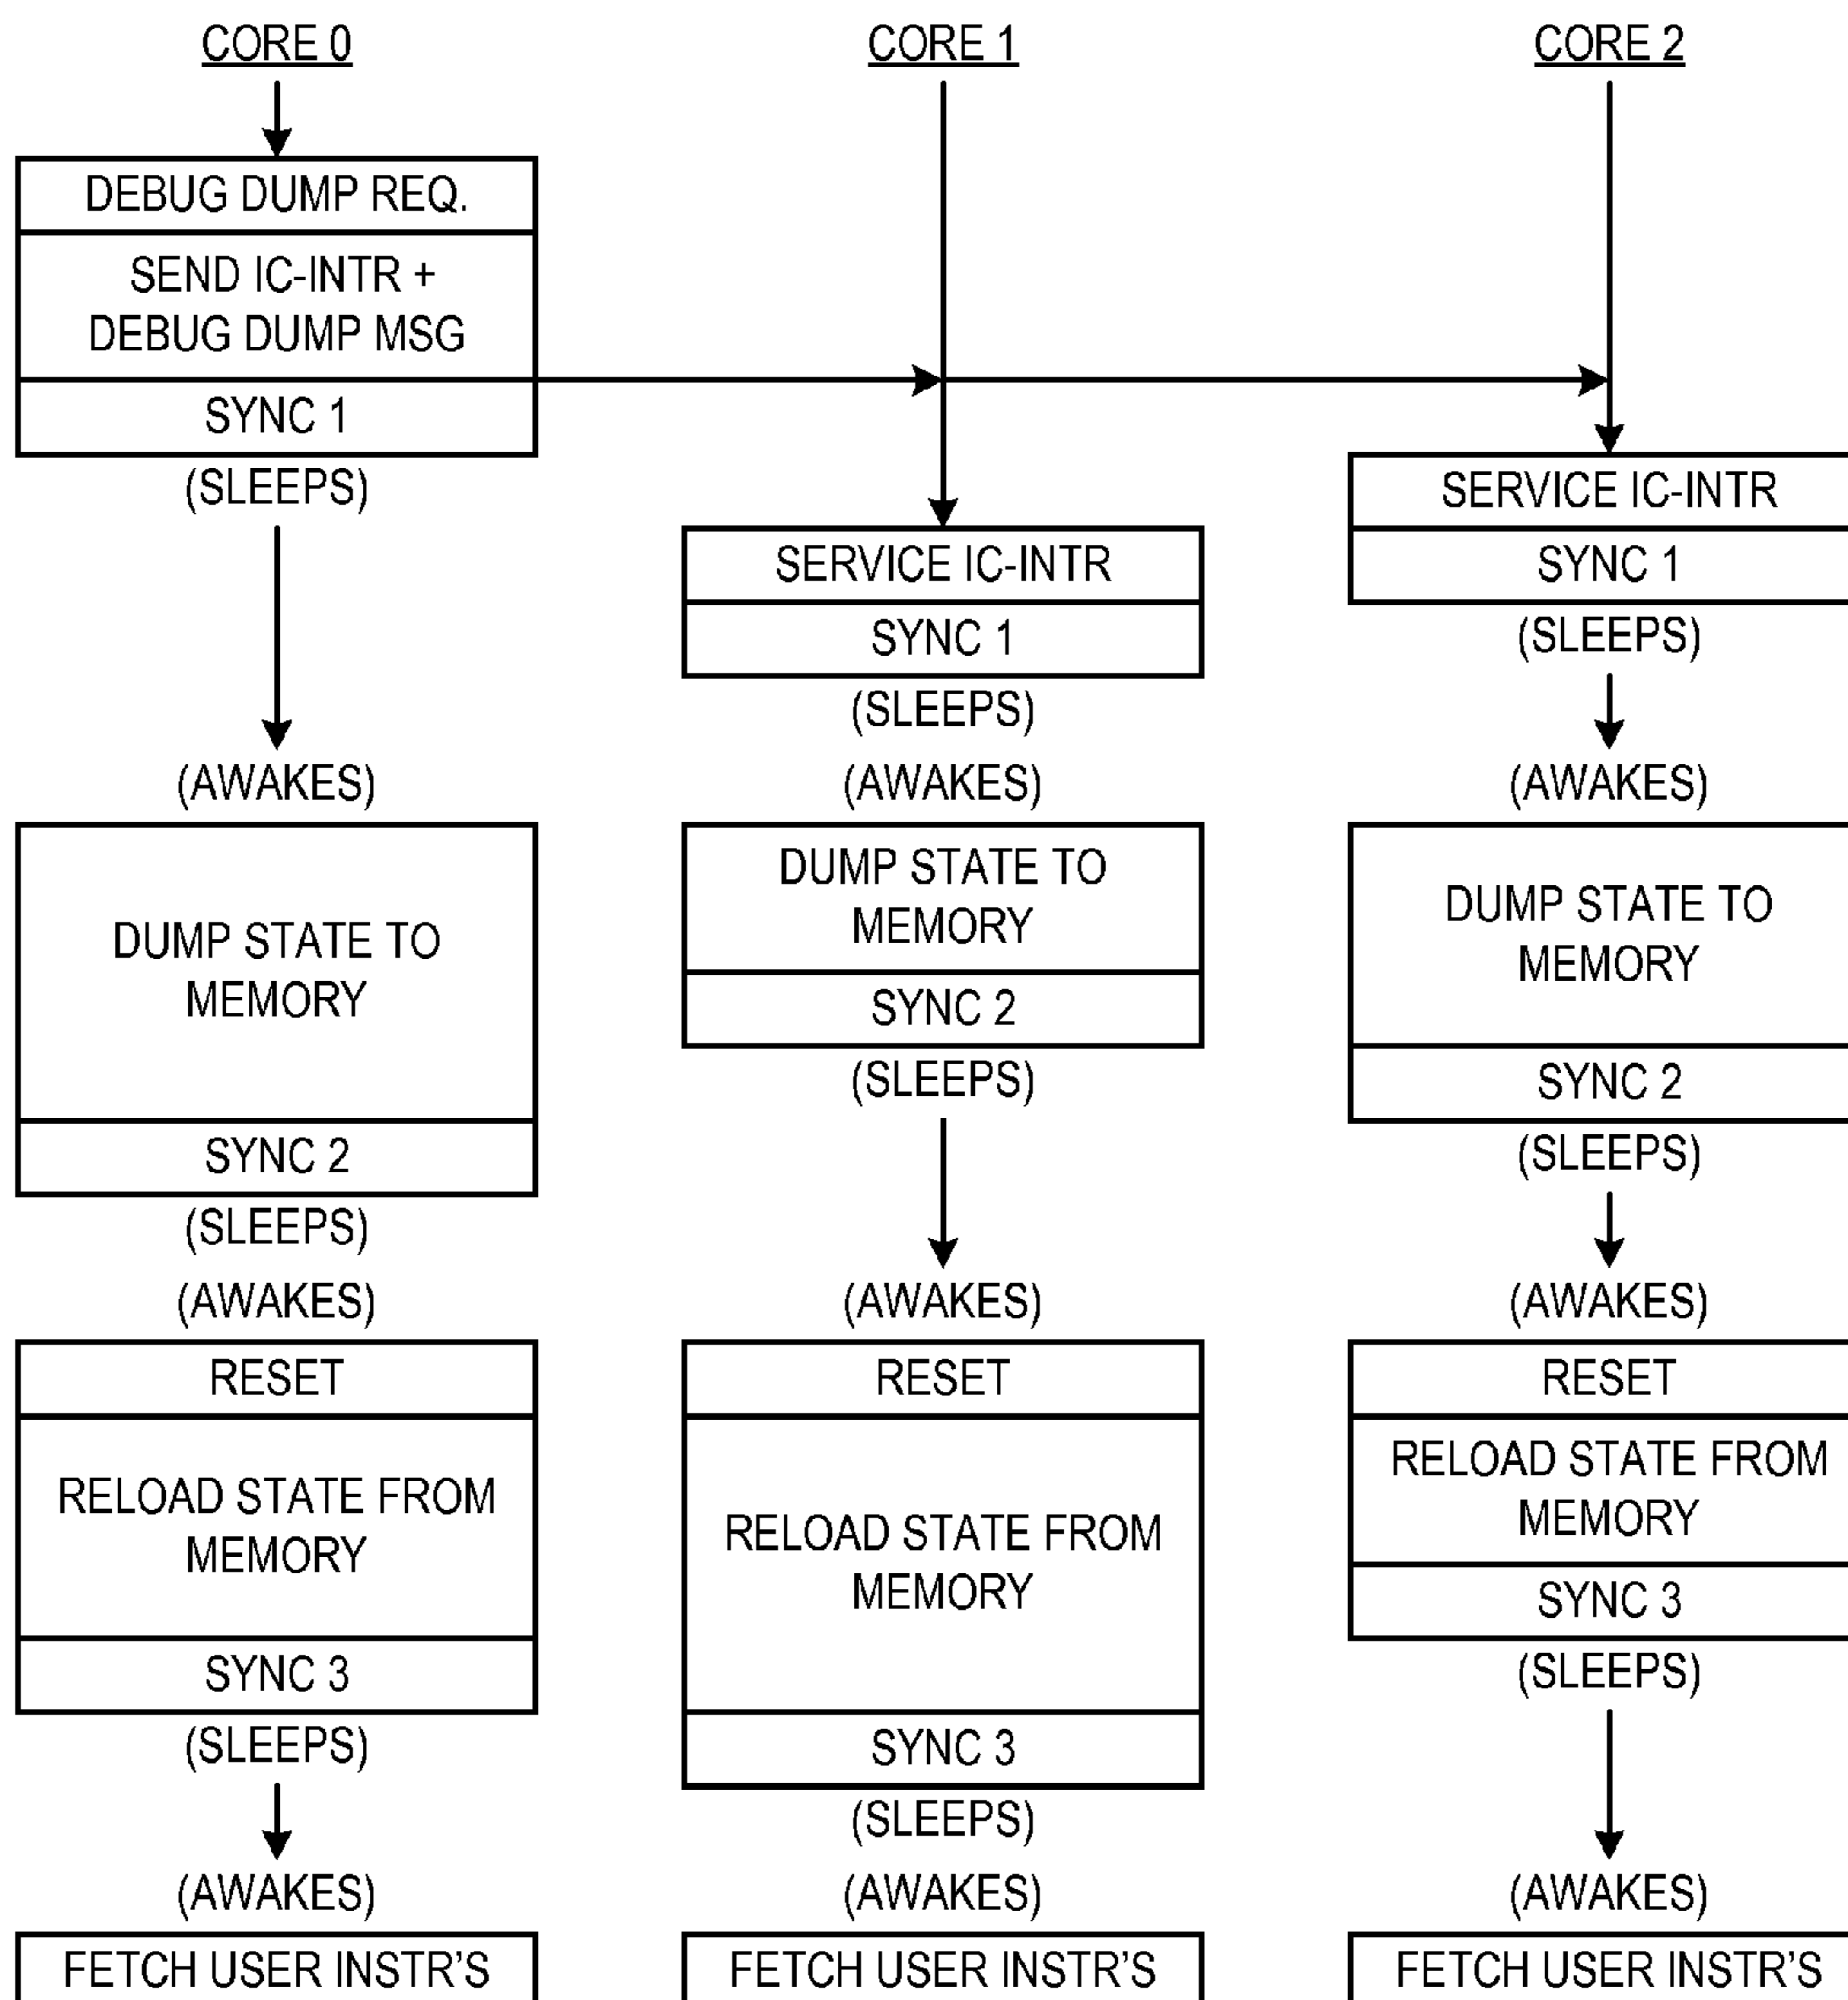 CORE 0
DEBUG DUMP REQ.
SEND IC-INTR +
DEBUG DUMP MSG
SYNC 1
(SLEEPS)
(AWAKES)
DUMP STATE TO
MEMORY
SYNC 2
(SLEEPS)
(AWAKES)
RESET
RELOAD STATE FROM
MEMORY
SYNC 3
(SLEEPS)
(AWAKES)
FETCH USER INSTR'S
CORE 1
SERVICE IC-INTR
SYNC 1
(SLEEPS)
(AWAKES)
DUMP STATE TO
MEMORY
SYNC 2
(SLEEPS)
(AWAKES)
RESET
RELOAD STATE FROM
MEMORY
SYNC 3
(SLEEPS)
(AWAKES)
FETCH USER INSTR'S
CORE 2
SERVICE IC-INTR
SYNC 1
(SLEEPS)
(AWAKES)
DUMP STATE TO
MEMORY
SYNC 2
(SLEEPS)
(AWAKES)
RESET
RELOAD STATE FROM
MEMORY
SYNC 3
(SLEEPS)
(AWAKES)
FETCH USER INSTR'S